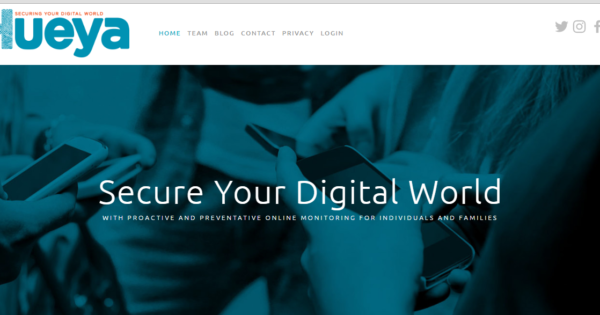 SECURING YOUR DIGITAL WORLD
Hueya
HOME TEAM BLOG CONTACT PRIVACY LOGIN
Secure Your Digital World
WITH PROACTIVE AND PREVENTATIVE ONLINE MONITORING FOR INDIVIDUALS AND FAMILIES